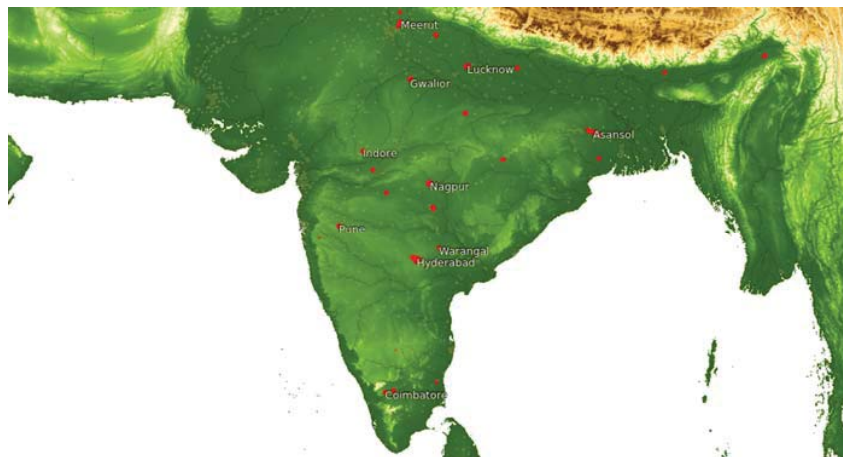 Meerut
Lucknow
Gwalior
Asansol
Indore
Nagpur
Pune
Warangal
Hyderabad
Coimbatore